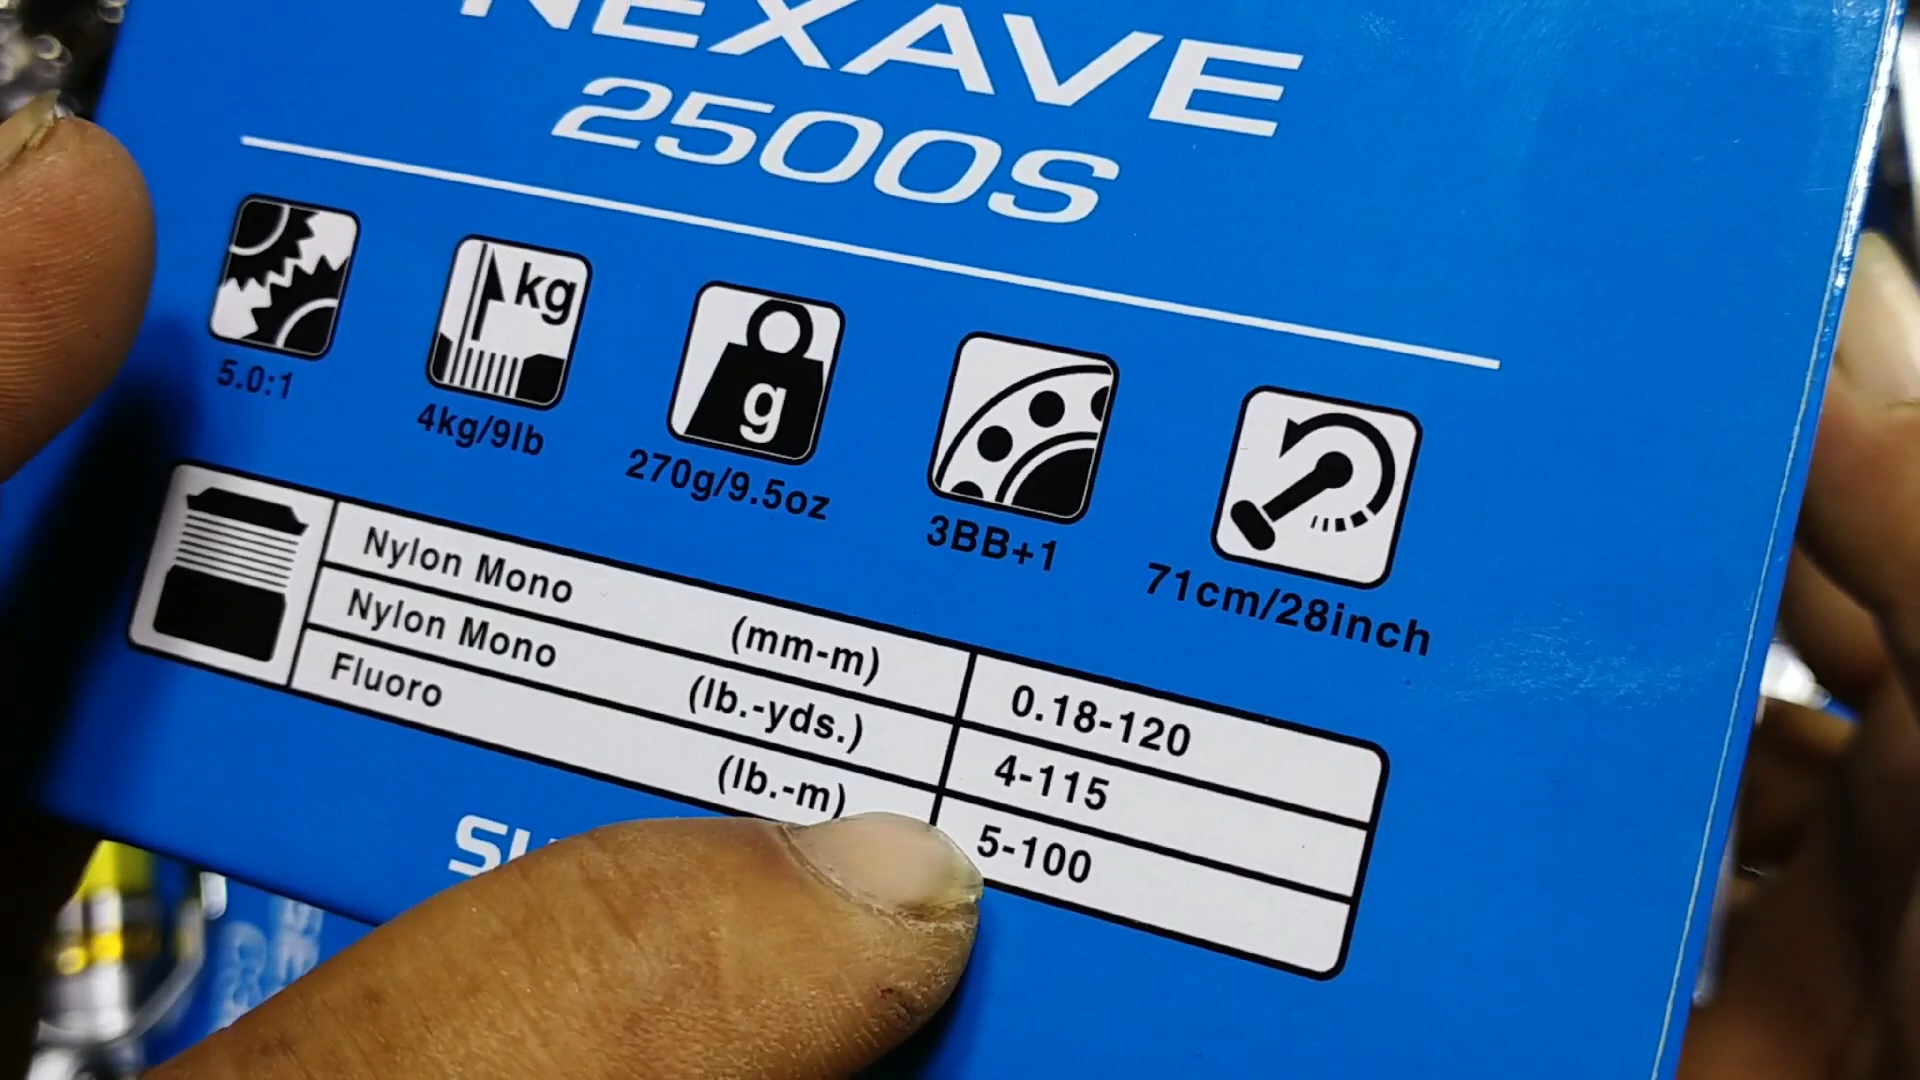 NEXAVE
2500S
kg
g
5.0:1
4kg/9lb
270g/9.5oz
3BB+1
71cm/28inch
Nylon Mono (mm-m) 0.18-120
Nylon Mono (lb.-yds.) 4-115
Fluoro (lb.-m) 5-100